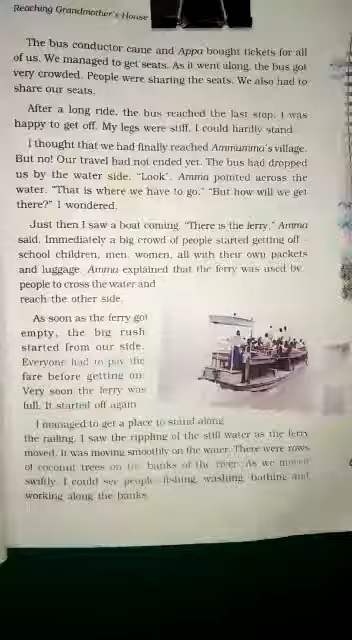 Reaching Grandmother's House
The bus conductor came and Appa bought tickets for all
of us. We managed to get seats. As it went along, the bus got
very crowded. People were sharing the seats. We also had to
share our seats.
After a long ride, the bus reached the last stop. I was
happy to get off. My legs were stiff. I could hardly stand.
I thought that we had finally reached Ammumma's village.
But no! Our travel had not ended yet. The bus had dropped
us by the water side. "Look". Amma pointed across the
water. "That is where we have to go." "But how will we get
there?" I wondered.
Just then I saw a boat coming. "There is the ferry." Amma
said. Immediately a big crowd of people started getting off –
school children, men, women, all with their own packets
and luggage. Amma explained that the ferry was used by
people to cross the water and
reach the other side.
As soon as the ferry got
empty, the big rush
started from our side.
Everyone had to pay the
fare before getting on.
Very soon the ferry was
full. It started off again.
I managed to get a place to stand along
the railing. I saw the rippling of the still water as the ferry
moved. It was moving smoothly on the water. There were rows
of coconut trees on the banks of the river. As we moved
swiftly, I could see people fishing, washing, bathing and
working along the banks.